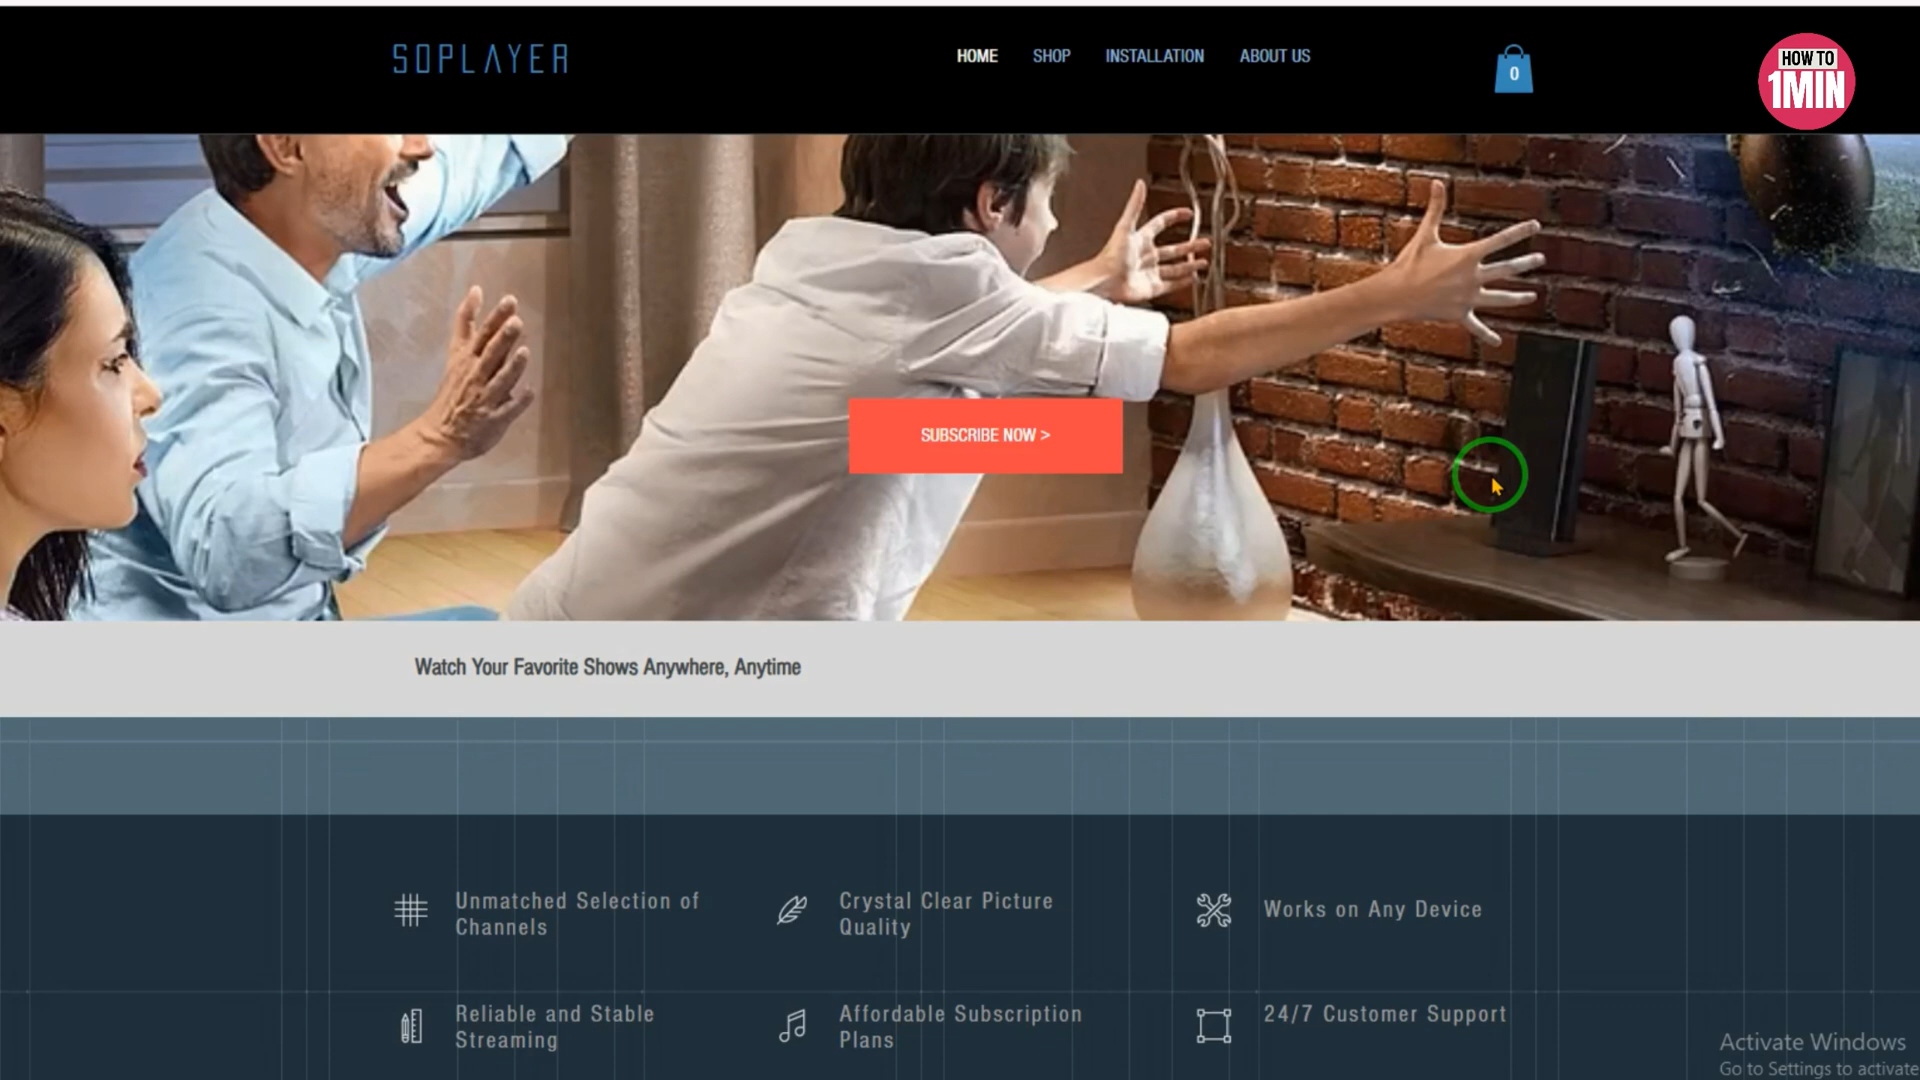 SOPLAYER
HOME SHOP INSTALLATION ABOUT US
0
HOW TO
1MIN
SUBSCRIBE NOW >
Watch Your Favorite Shows Anywhere, Anytime
Unmatched Selection of
Channels
Crystal Clear Picture
Quality
Works on Any Device
Reliable and Stable
Streaming
Affordable Subscription
Plans
24/7 Customer Support
Activate Windows
Go to Settings to activate